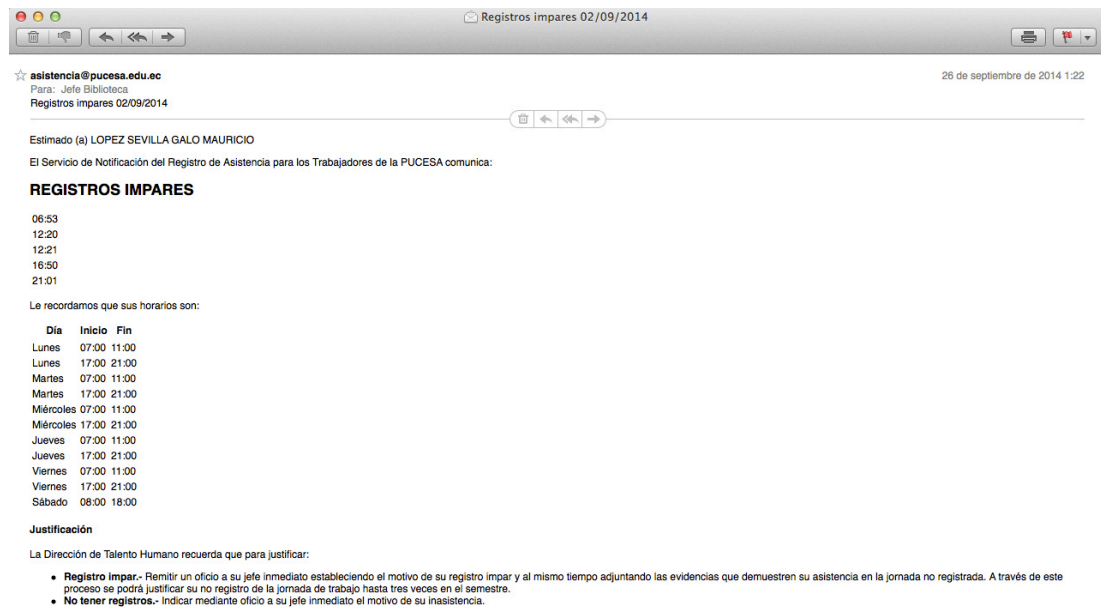 Registros impares 02/09/2014
asistencia@pucesa.edu.ec
26 de septiembre de 2014 1:22
Para: Jefe Biblioteca
Registros impares 02/09/2014
Estimado (a) LOPEZ SEVILLA GALO MAURICIO
El Servicio de Notificación del Registro de Asistencia para los Trabajadores de la PUCESA comunica:
REGISTROS IMPARES
06:53
12:20
12:21
16:50
21:01
Le recordamos que sus horarios son:
Día Inicio Fin
Lunes 07:00 11:00
Lunes 17:00 21:00
Martes 07:00 11:00
Martes 17:00 21:00
Miércoles 07:00 11:00
Miércoles 17:00 21:00
Jueves 07:00 11:00
Jueves 17:00 21:00
Viernes 07:00 11:00
Viernes 17:00 21:00
Sábado 08:00 18:00
Justificación
La Dirección de Talento Humano recuerda que para justificar:
• Registro impar.- Remitir un oficio a su jefe inmediato estableciendo el motivo de su registro impar y al mismo tiempo adjuntando las evidencias que demuestren su asistencia en la jornada no registrada. A través de este
proceso se podrá justificar su no registro de la jornada de trabajo hasta tres veces en el semestre.
• No tener registros.- Indicar mediante oficio a su jefe inmediato el motivo de su inasistencia.